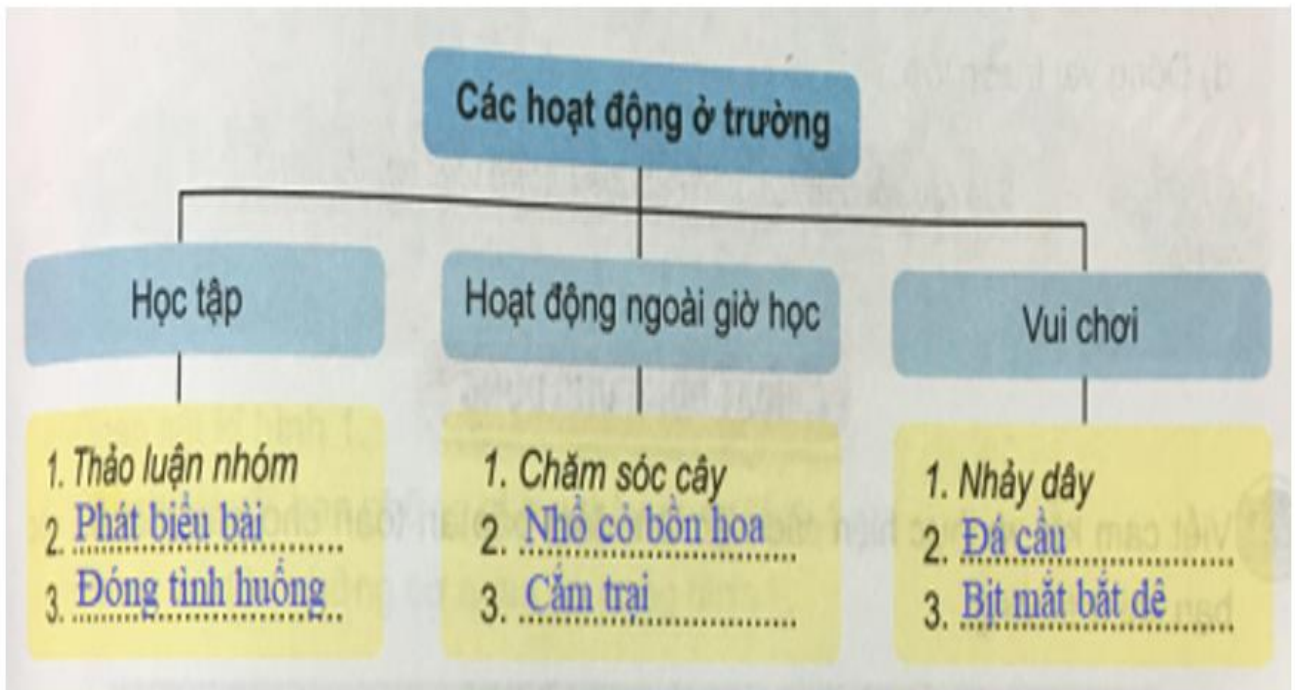 Các hoạt động ở trường
Học tập
Hoạt động ngoài giờ học
Vui chơi
1. Thảo luận nhóm
2. Phát biểu bài
3. Đóng tình huống
1. Chăm sóc cây
2. Nhổ cỏ bồn hoa
3. Cắm trại
1. Nhảy dây
2. Đá cầu
3. Bịt mắt bắt dê